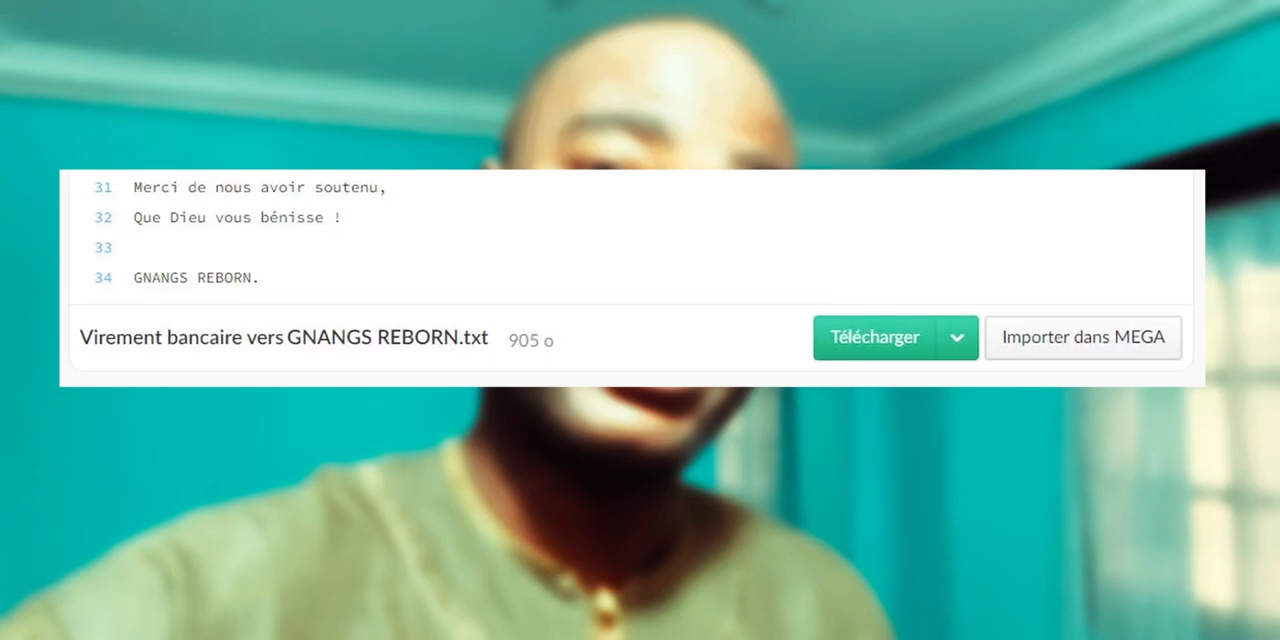 31 Merci de nous avoir soutenu,
32 Que Dieu vous bénisse !
33
34 GNANGS REBORN.
Virement bancaire vers GNANGS REBORN.txt 905 o Télécharger Importer dans MEGA